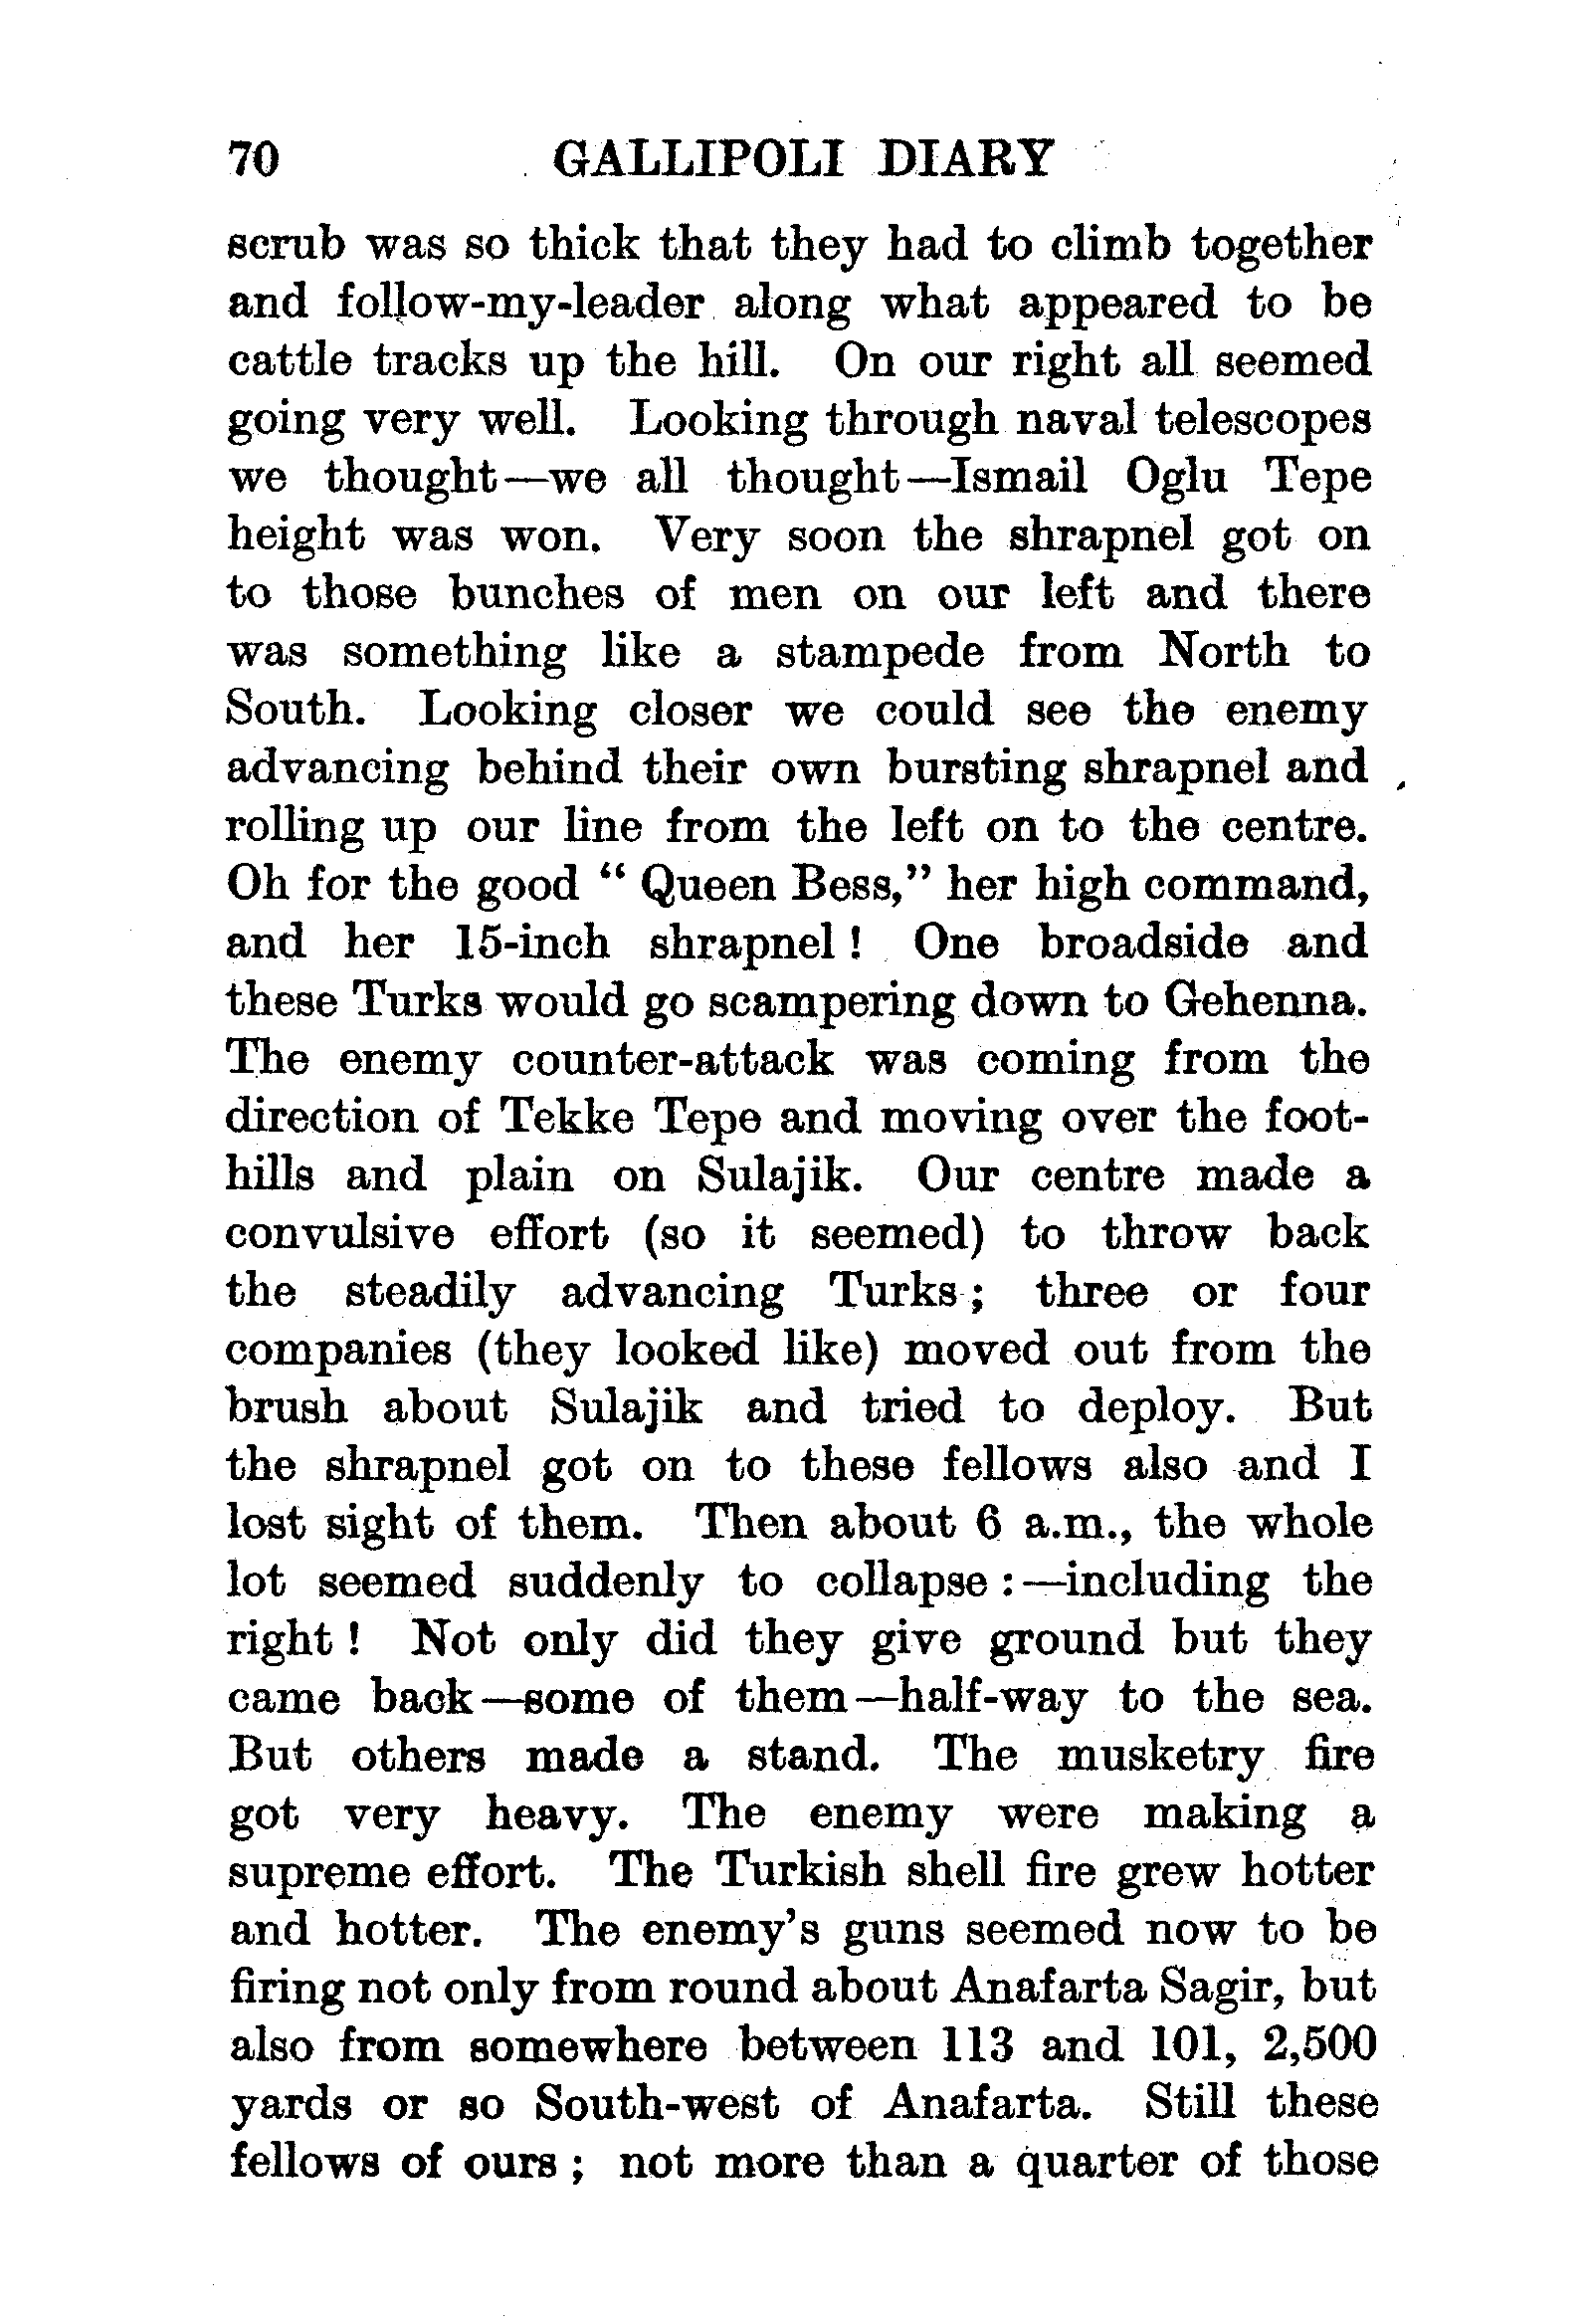 70 GALLIPOLI DIARY
scrub was so thick that they had to climb together
and follow-my-leader along what appeared to be
cattle tracks up the hill. On our right all seemed
going very well. Looking through naval telescopes
we thought—we all thought—Ismail Oglu Tepe
height was won. Very soon the shrapnel got on
to those bunches of men on our left and there
was something like a stampede from North to
South. Looking closer we could see the enemy
advancing behind their own bursting shrapnel and
rolling up our line from the left on to the centre.
Oh for the good “ Queen Bess,” her high command,
and her 15-inch shrapnel ! One broadside and
these Turks would go scampering down to Gehenna.
The enemy counter-attack was coming from the
direction of Tekke Tepe and moving over the foot-
hills and plain on Sulajik. Our centre made a
convulsive effort (so it seemed) to throw back
the steadily advancing Turks ; three or four
companies (they looked like) moved out from the
brush about Sulajik and tried to deploy. But
the shrapnel got on to these fellows also and I
lost sight of them. Then about 6 a.m., the whole
lot seemed suddenly to collapse :—including the
right ! Not only did they give ground but they
came back—some of them—half-way to the sea.
But others made a stand. The musketry fire
got very heavy. The enemy were making a
supreme effort. The Turkish shell fire grew hotter
and hotter. The enemy's guns seemed now to be
firing not only from round about Anafarta Sagir, but
also from somewhere between 113 and 101, 2,500
yards or so South-west of Anafarta. Still these
fellows of ours ; not more than a quarter of those